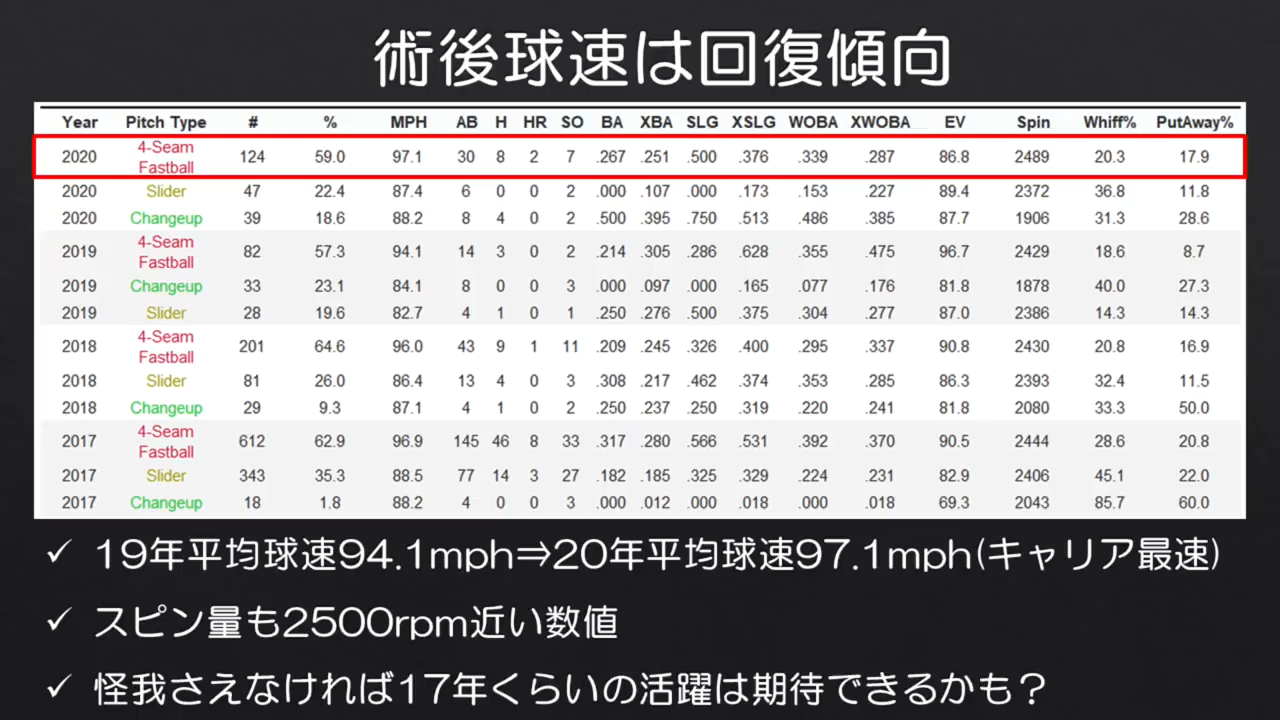 術後球速は回復傾向
Year Pitch Type # % MPH AB H HR SO BA XBA SLG XSLG WOBA XWOBA EV Spin Whiff% PutAway%
2020 4-Seam Fastball 124 59.0 97.1 30 8 2 7 .267 .251 .500 .376 .339 .287 86.8 2489 20.3 17.9
2020 Slider 47 22.4 87.4 6 0 0 2 .000 .107 .000 .173 .153 .227 89.4 2372 36.8 11.8
2020 Changeup 39 18.6 88.2 8 4 0 2 .500 .395 .750 .513 .486 .385 87.7 1906 31.3 28.6
2019 4-Seam Fastball 82 57.3 94.1 14 3 0 2 .214 .305 .286 .628 .355 .475 96.7 2429 18.6 8.7
2019 Changeup 33 23.1 84.1 8 0 0 3 .000 .097 .000 .165 .077 .176 81.8 1878 40.0 27.3
2019 Slider 28 19.6 82.7 4 1 0 1 .250 .276 .500 .375 .304 .277 87.0 2386 14.3 14.3
2018 4-Seam Fastball 201 64.6 96.0 43 9 1 11 .209 .245 .326 .400 .295 .337 90.8 2430 20.8 16.9
2018 Slider 81 26.0 86.4 13 4 0 3 .308 .217 .462 .374 .353 .285 86.3 2393 32.4 11.5
2018 Changeup 29 9.3 87.1 4 1 0 2 .250 .237 .250 .319 .220 .241 81.8 2080 33.3 50.0
2017 4-Seam Fastball 612 62.9 96.9 145 46 8 33 .317 .280 .566 .531 .392 .370 90.5 2444 28.6 20.8
2017 Slider 343 35.3 88.5 77 14 3 27 .182 .185 .325 .329 .224 .231 82.9 2406 45.1 22.0
2017 Changeup 18 1.8 88.2 4 0 0 3 .000 .012 .000 .018 .000 .018 69.3 2043 85.7 60.0
✓ 19年平均球速94.1mph⇒20年平均球速97.1mph(キャリア最速)
✓ スピン量も2500rpm近い数値
✓ 怪我さえなければ17年くらいの活躍は期待できるかも？